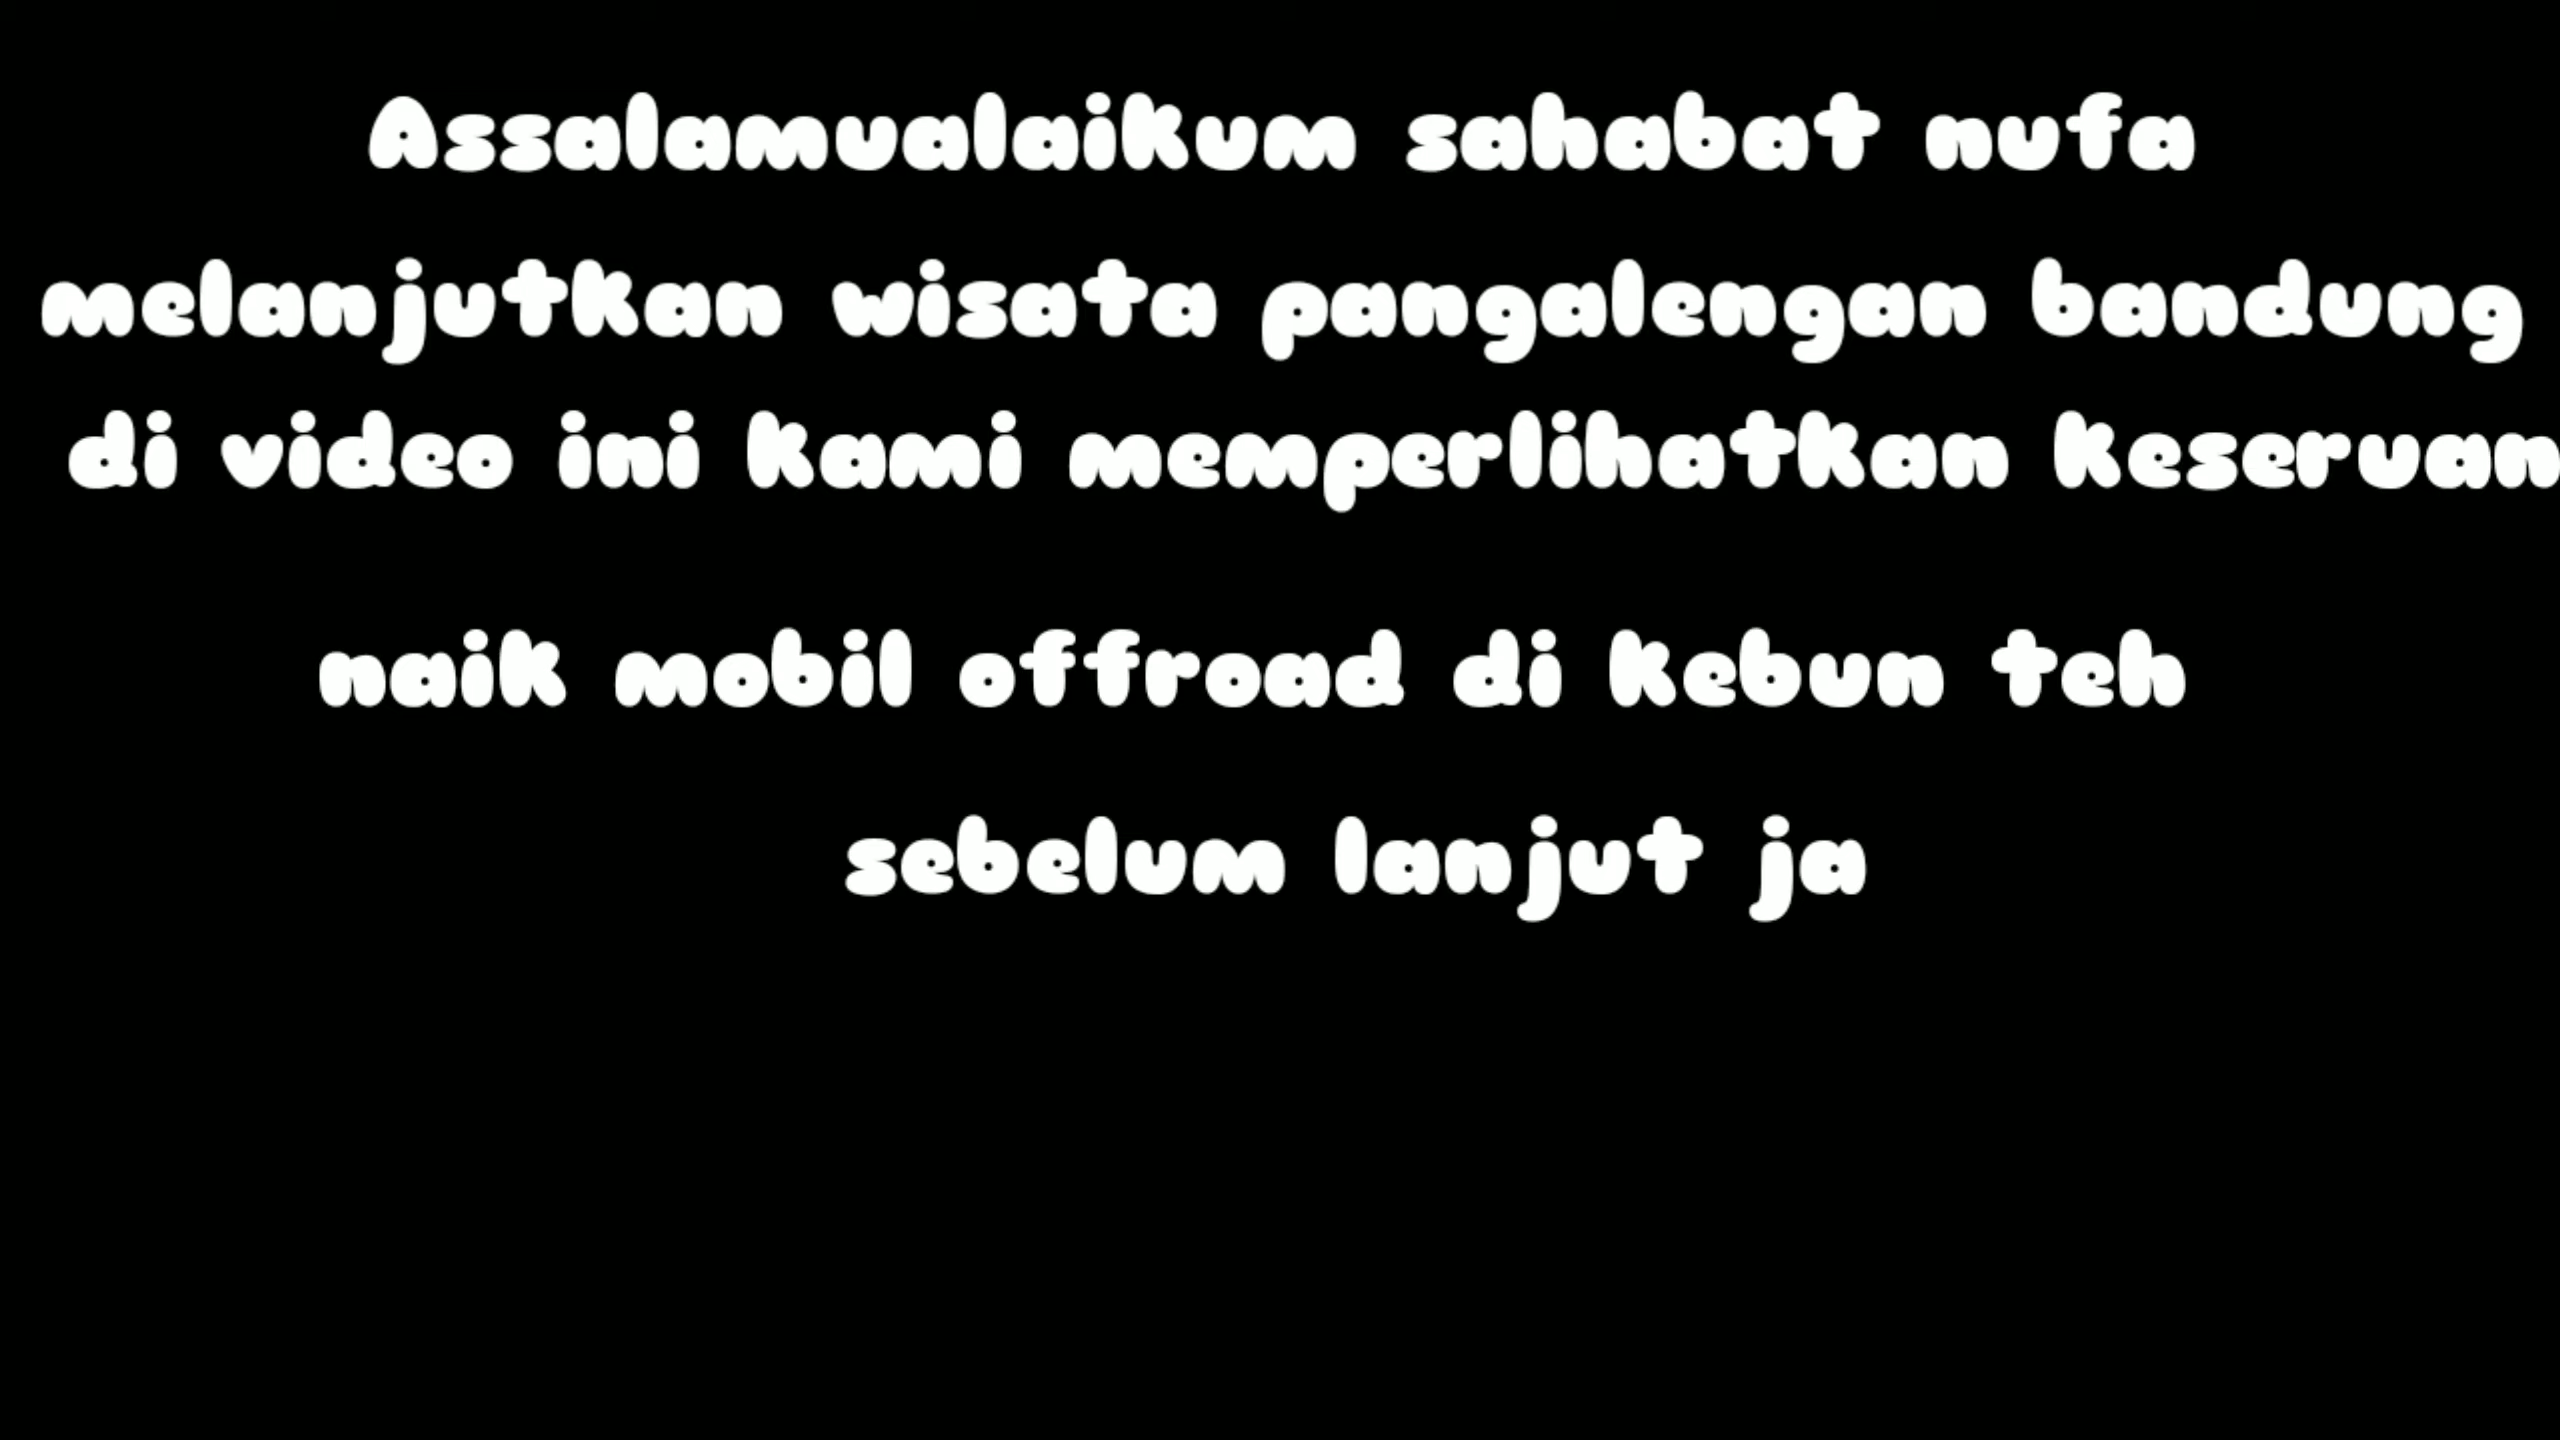 Assalamualaikum sahabat nufa
melanjutkan wisata pangalengan bandung
di video ini kami memperlihatkan keseruan
naik mobil offroad di kebun teh
sebelum lanjut ja